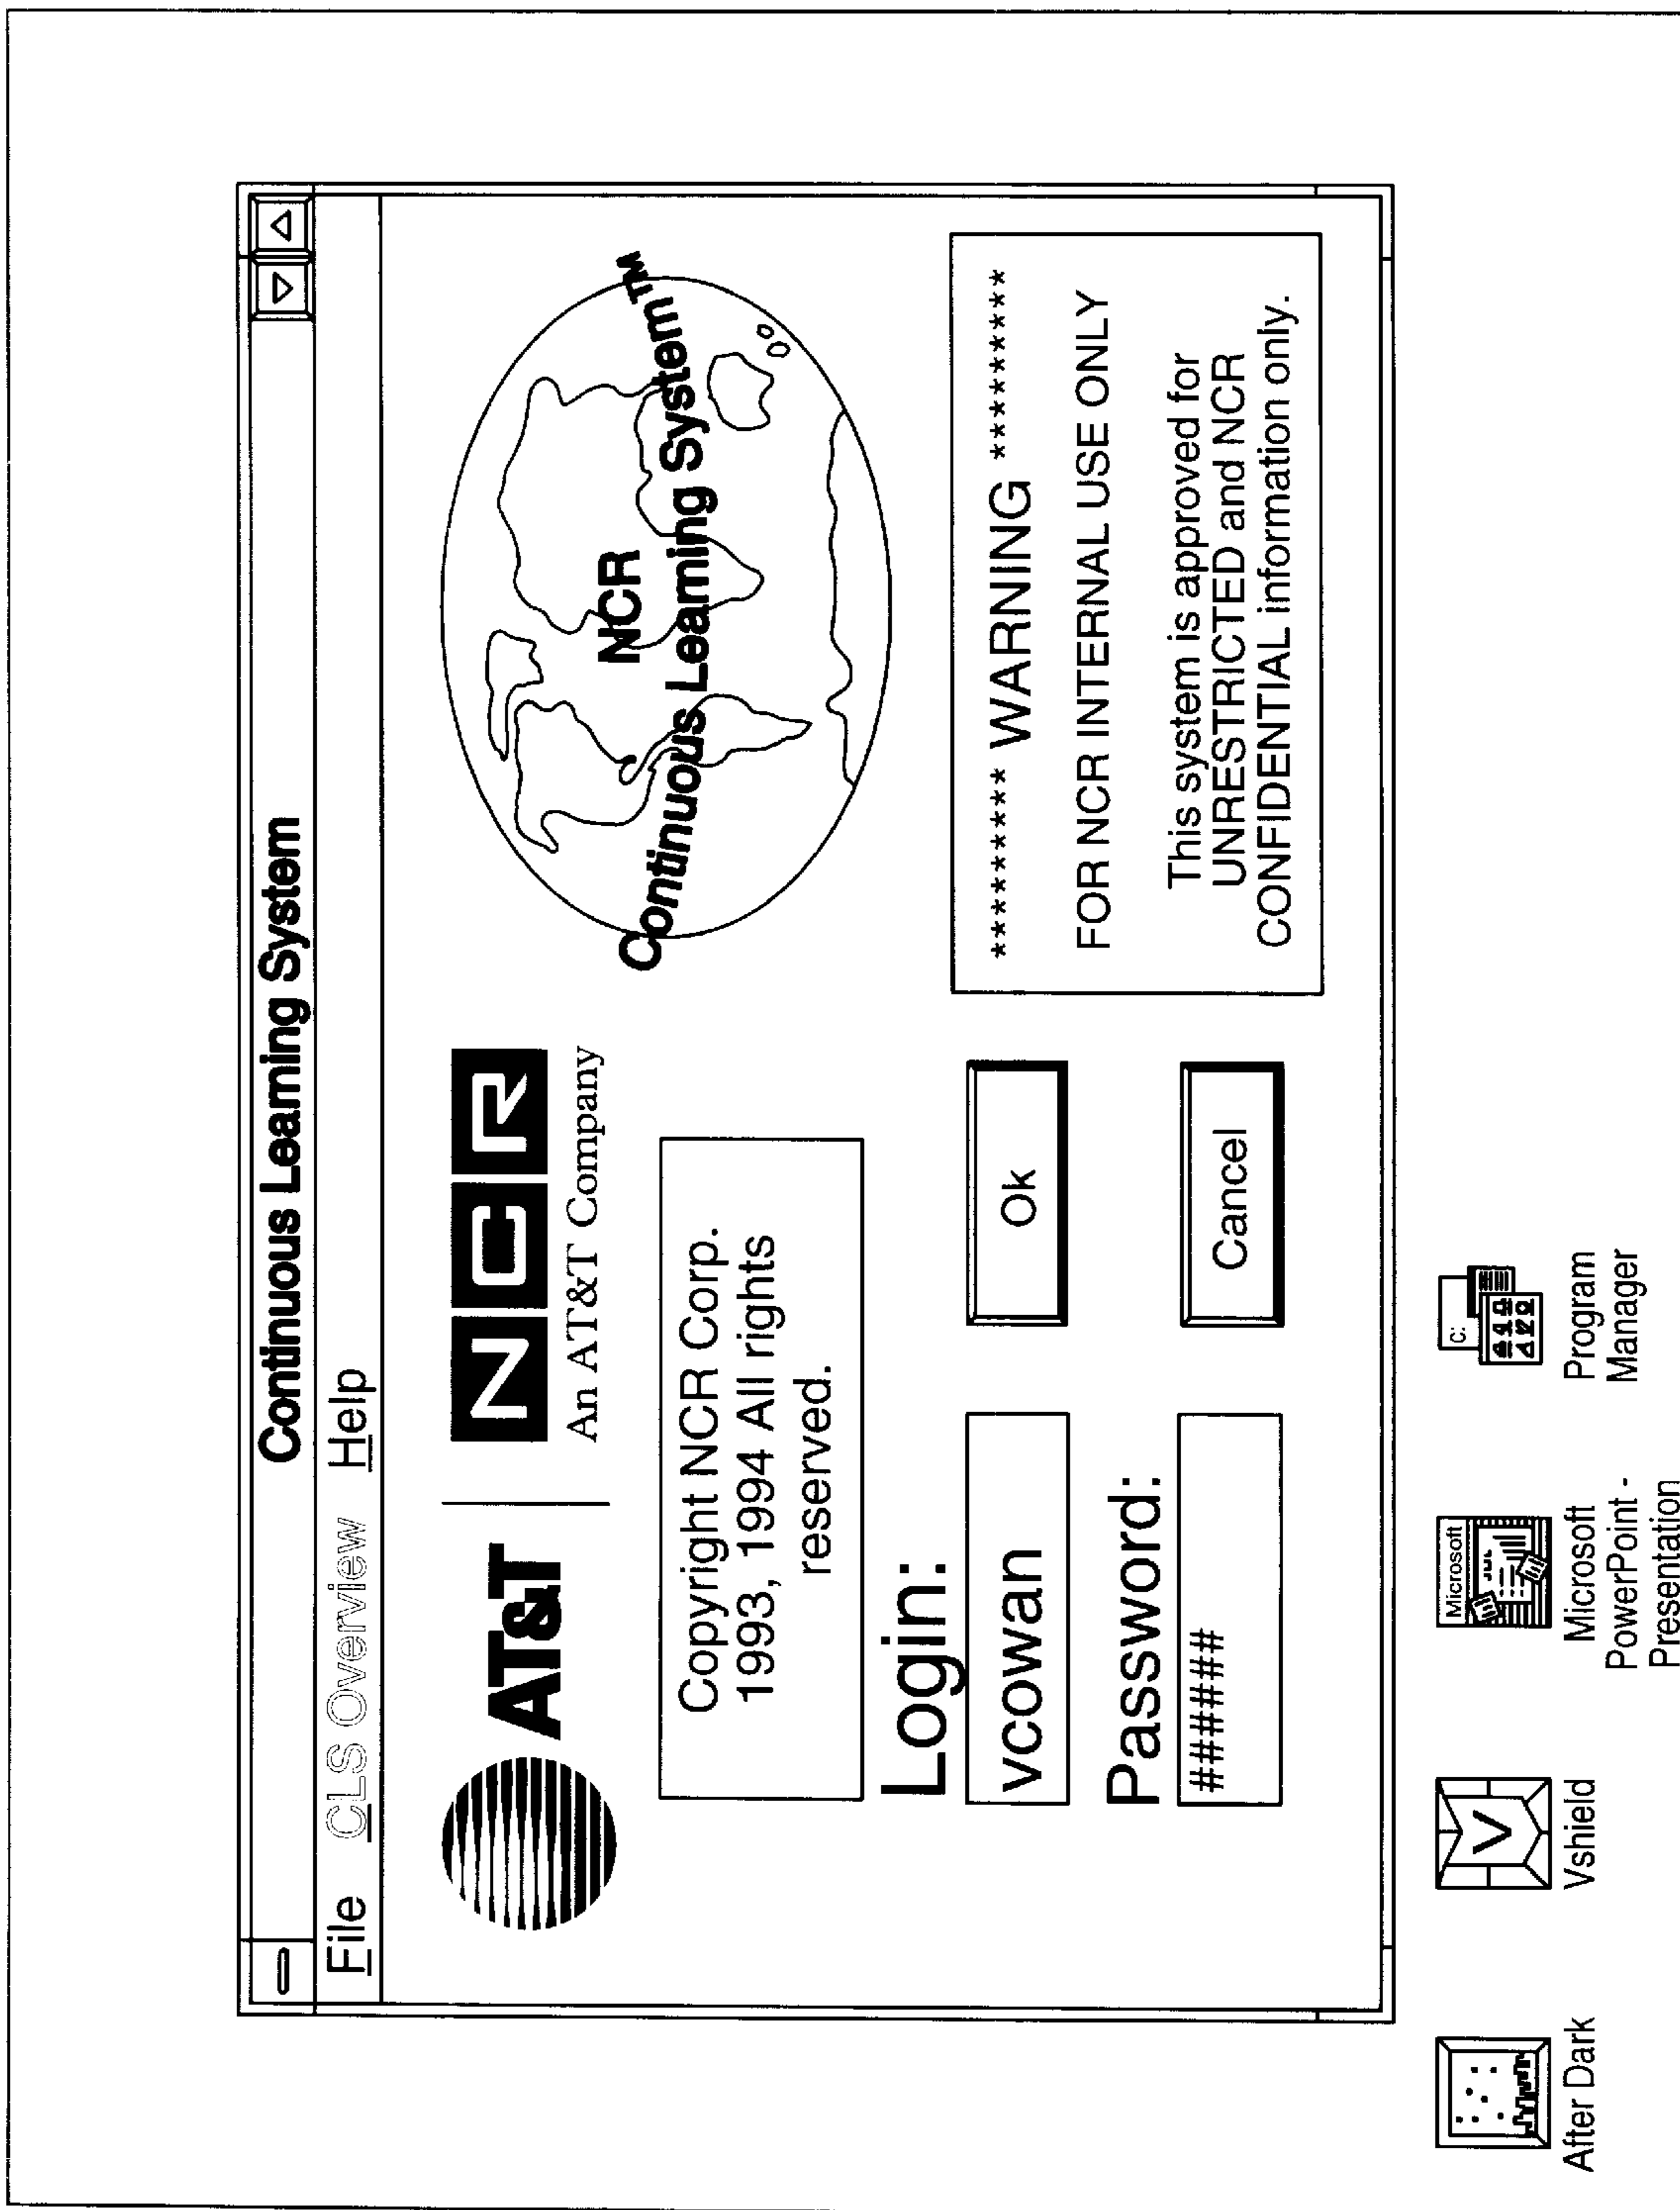 Continuous Learning System
File CLS Overview Help
AT&T
NCR
An AT&T Company
NCR
Continuous Learning System™
Copyright NCR Corp.
1993, 1994 All rights
reserved.
Login:
vcowan
Ok
Password:
######
Cancel
********** WARNING **********
FOR NCR INTERNAL USE ONLY
This system is approved for
UNRESTRICTED and NCR
CONFIDENTIAL information only.
After Dark
V
Vshield
Microsoft
Microsoft
PowerPoint -
Presentation
C:
Program
Manager